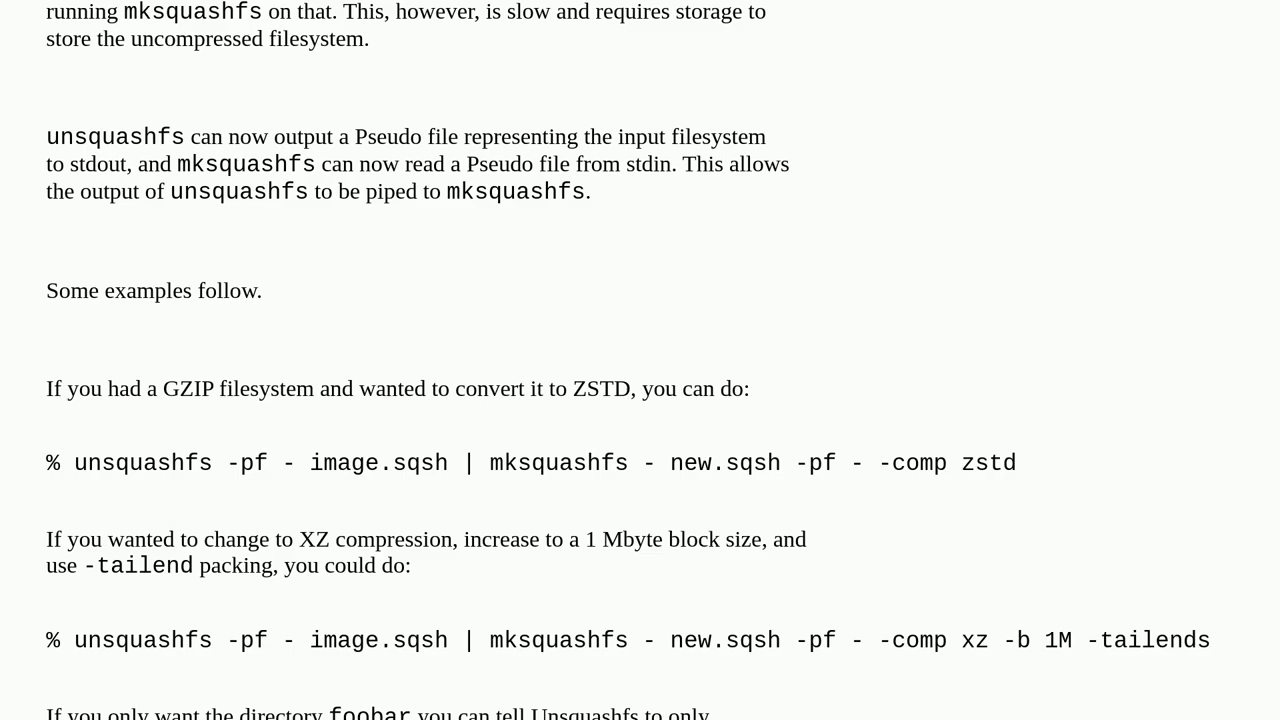 running mksquashfs on that. This, however, is slow and requires storage to
store the uncompressed filesystem.
unsquashfs can now output a Pseudo file representing the input filesystem
to stdout, and mksquashfs can now read a Pseudo file from stdin. This allows
the output of unsquashfs to be piped to mksquashfs.
Some examples follow.
If you had a GZIP filesystem and wanted to convert it to ZSTD, you can do:
% unsquashfs -pf - image.sqsh | mksquashfs - new.sqsh -pf - -comp zstd
If you wanted to change to XZ compression, increase to a 1 Mbyte block size, and
use -tailend packing, you could do:
% unsquashfs -pf - image.sqsh | mksquashfs - new.sqsh -pf - -comp xz -b 1M -tailends
If you only want the directory foobar you can tell Unsquashfs to only